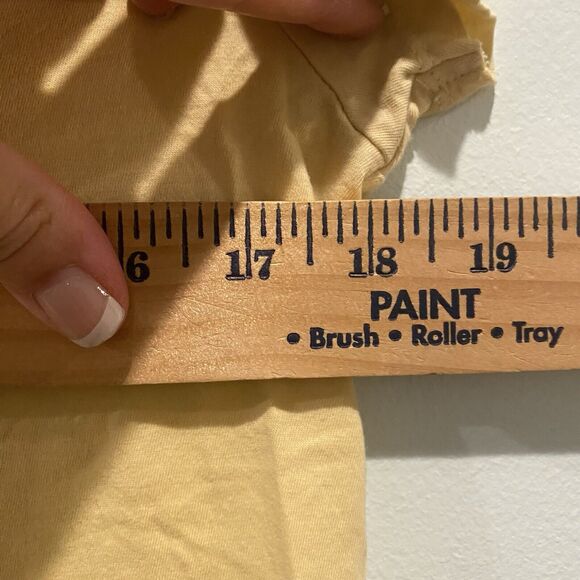 6 17 18 19
PAINT
• Brush • Roller • Tray